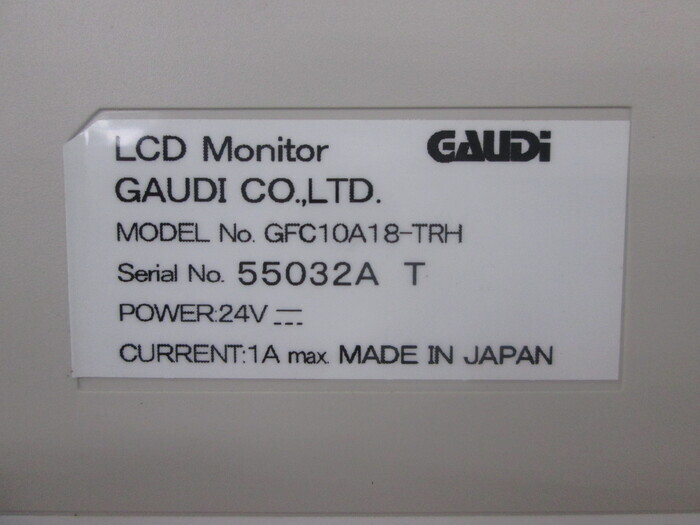 LCD Monitor GAUDi
GAUDI CO.,LTD.
MODEL No. GFC10A18-TRH
Serial No. 55032A T
POWER:24V ⎓
CURRENT:1A max. MADE IN JAPAN